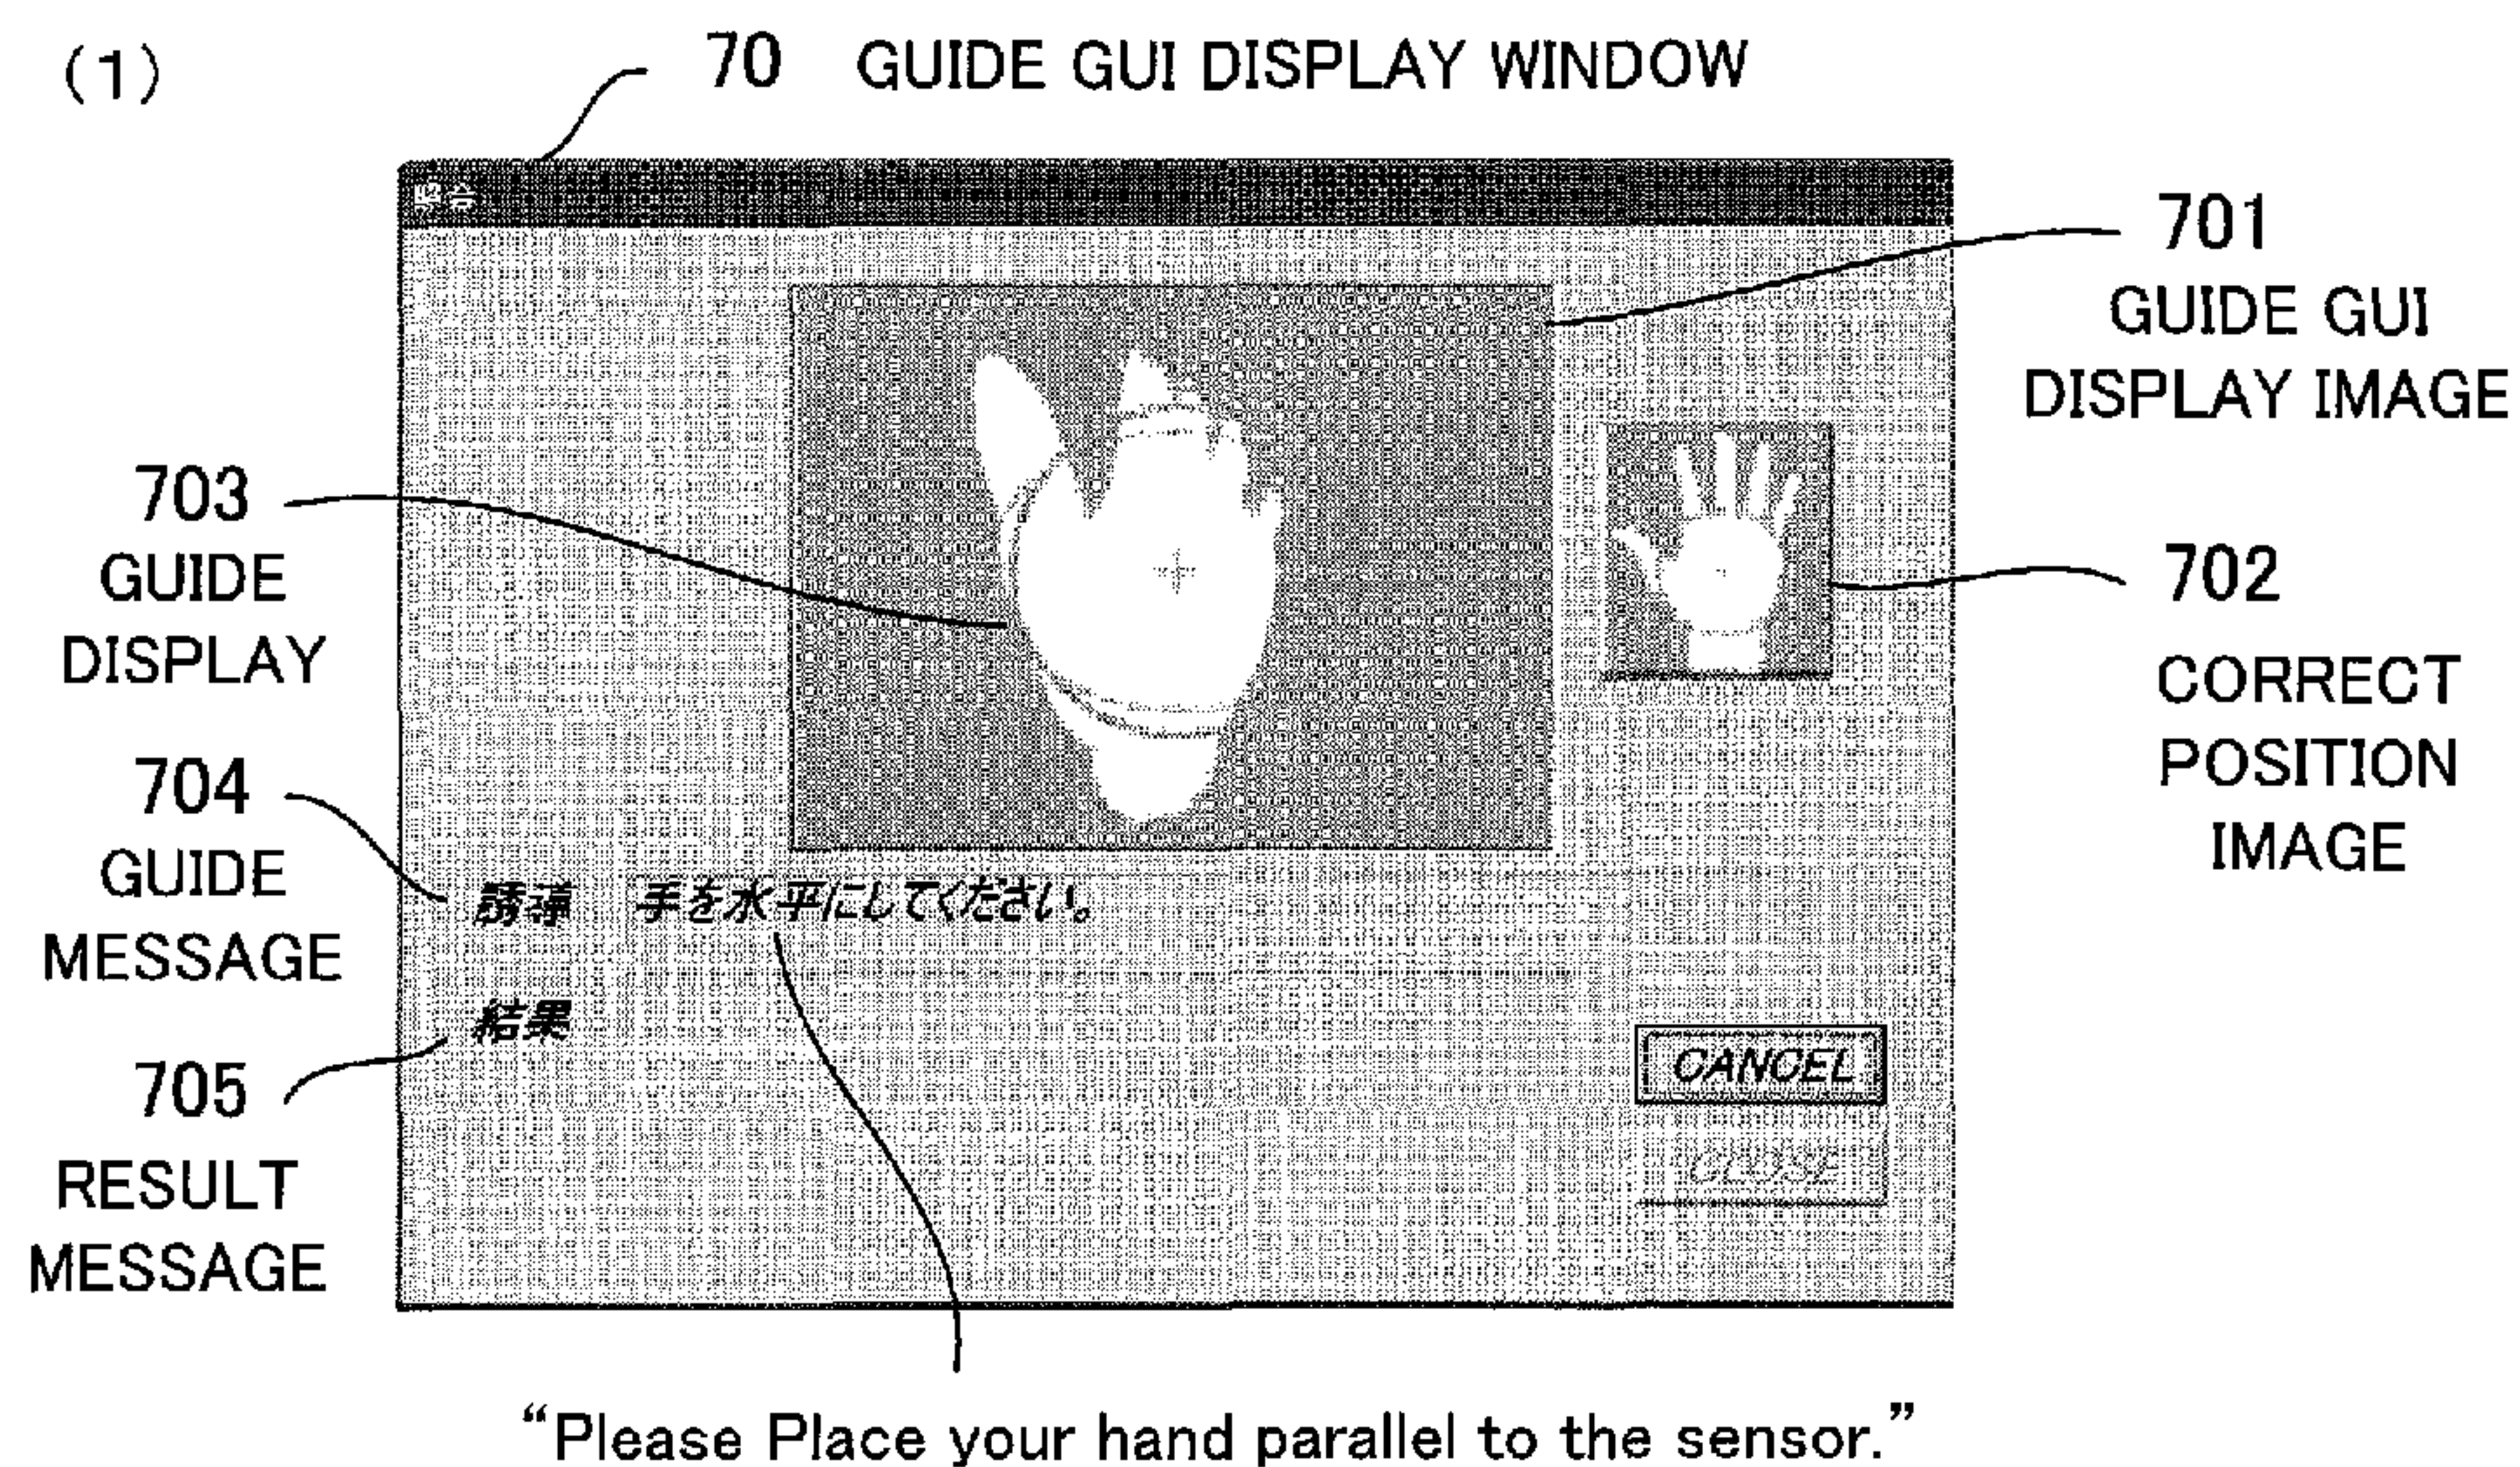 (1)
70 GUIDE GUI DISPLAY WINDOW
照合
701
GUIDE GUI
DISPLAY IMAGE
703
GUIDE
DISPLAY
702
CORRECT
POSITION
IMAGE
704
GUIDE
MESSAGE
誘導 手を水平にしてください。
結果
705
RESULT
MESSAGE
CANCEL
CLOSE
“Please Place your hand parallel to the sensor.”